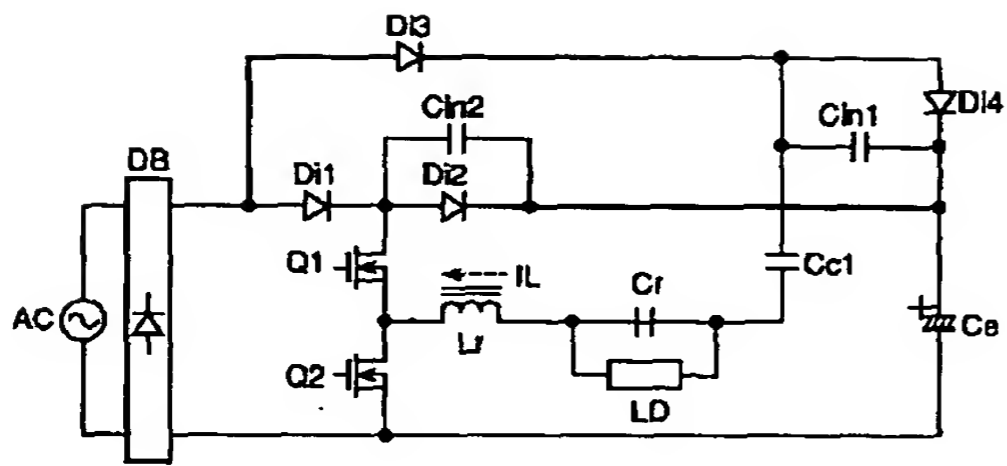 Di3
Cin2
Cin1
Di4
DB
Di1
Di2
Q1
IL
Cr
Cc1
AC
Lr
Ce
Q2
LD